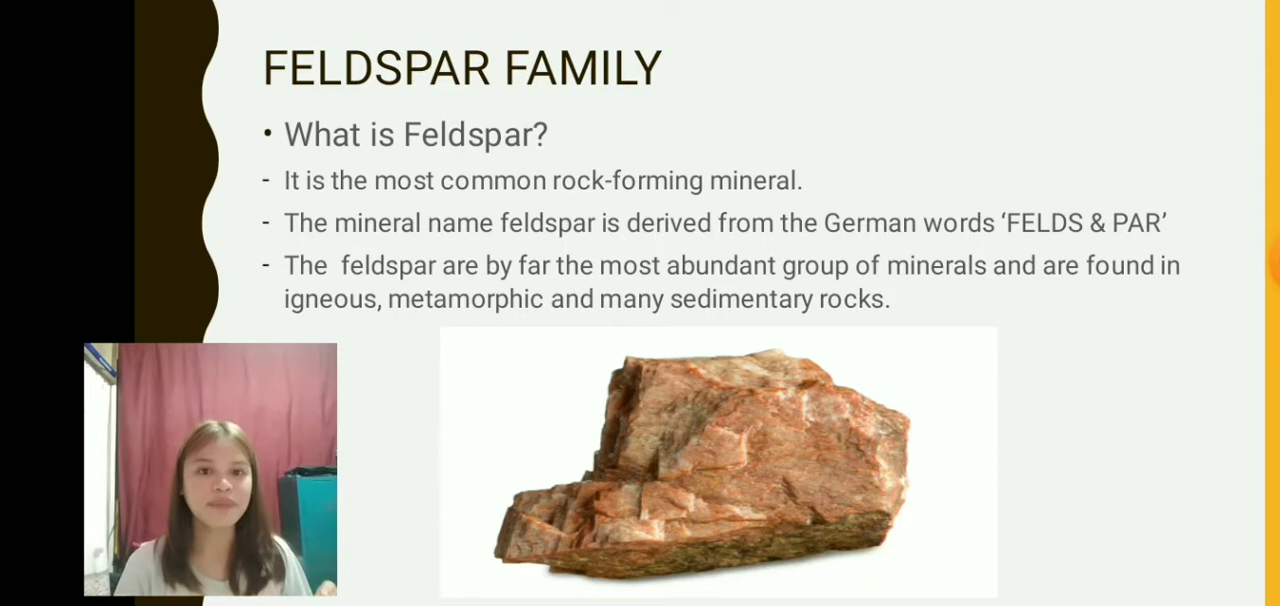 FELDSPAR FAMILY
• What is Feldspar?
- It is the most common rock-forming mineral.
- The mineral name feldspar is derived from the German words ‘FELDS & PAR’
- The  feldspar are by far the most abundant group of minerals and are found in
igneous, metamorphic and many sedimentary rocks.